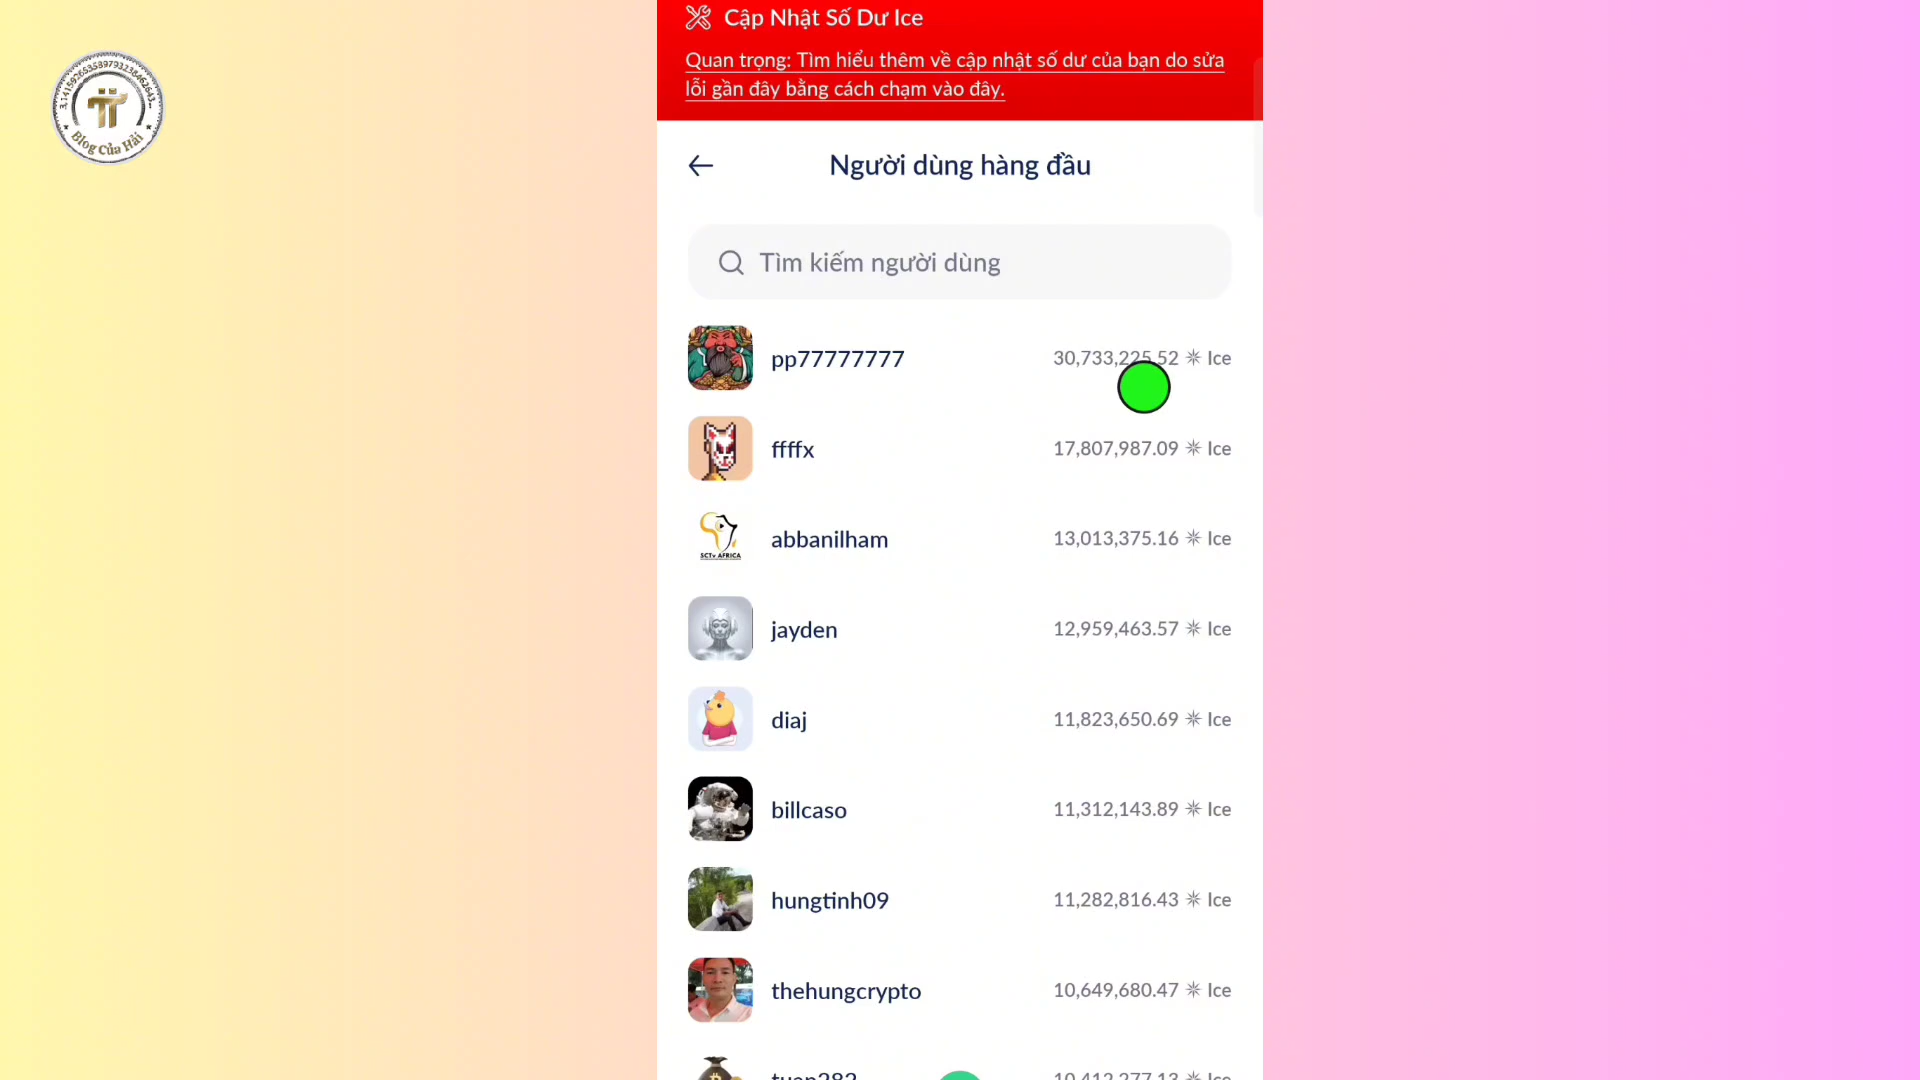 Cập Nhật Số Dư Ice
Quan trọng: Tìm hiểu thêm về cập nhật số dư của bạn do sửa
lỗi gần đây bằng cách chạm vào đây.
Blog Của Hải
Người dùng hàng đầu
Tìm kiếm người dùng
pp77777777 30,733,225.52 Ice
ffffx 17,807,987.09 Ice
SCTv AFRICA
abbanilham 13,013,375.16 Ice
jayden 12,959,463.57 Ice
diaj 11,823,650.69 Ice
billcaso 11,312,143.89 Ice
hungtinh09 11,282,816.43 Ice
thehungcrypto 10,649,680.47 Ice